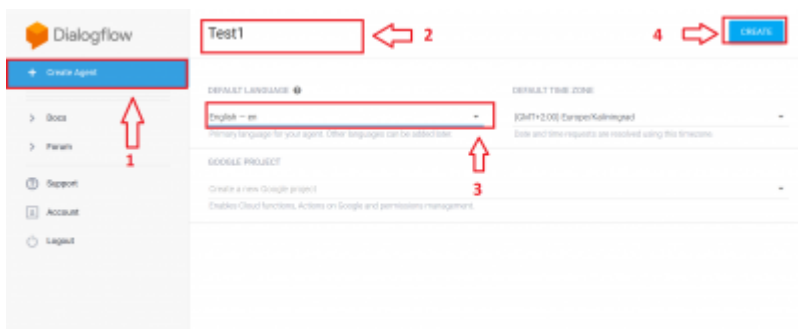 Dialogflow
Test1
2
4
CREATE
+ Create Agent
DEFAULT LANGUAGE
DEFAULT TIME ZONE
English — en
(GMT+2:00) Europe/Kaliningrad
Primary language for your agent. Other languages can be added later.
Date and time requests are resolved using this timezone.
> Docs
> Forum
1
3
GOOGLE PROJECT
Create a new Google project
Enables Cloud functions, Actions on Google and permissions management.
Support
Account
Logout